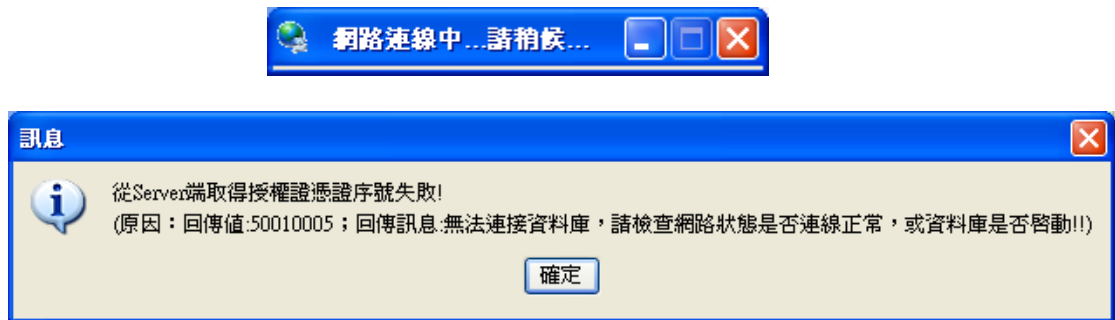 網路連線中...請稍候...
訊息
從Server端取得授權證憑證序號失敗!
(原因：回傳值:50010005；回傳訊息:無法連接資料庫，請檢查網路狀態是否連線正常，或資料庫是否啓動!!)
確定